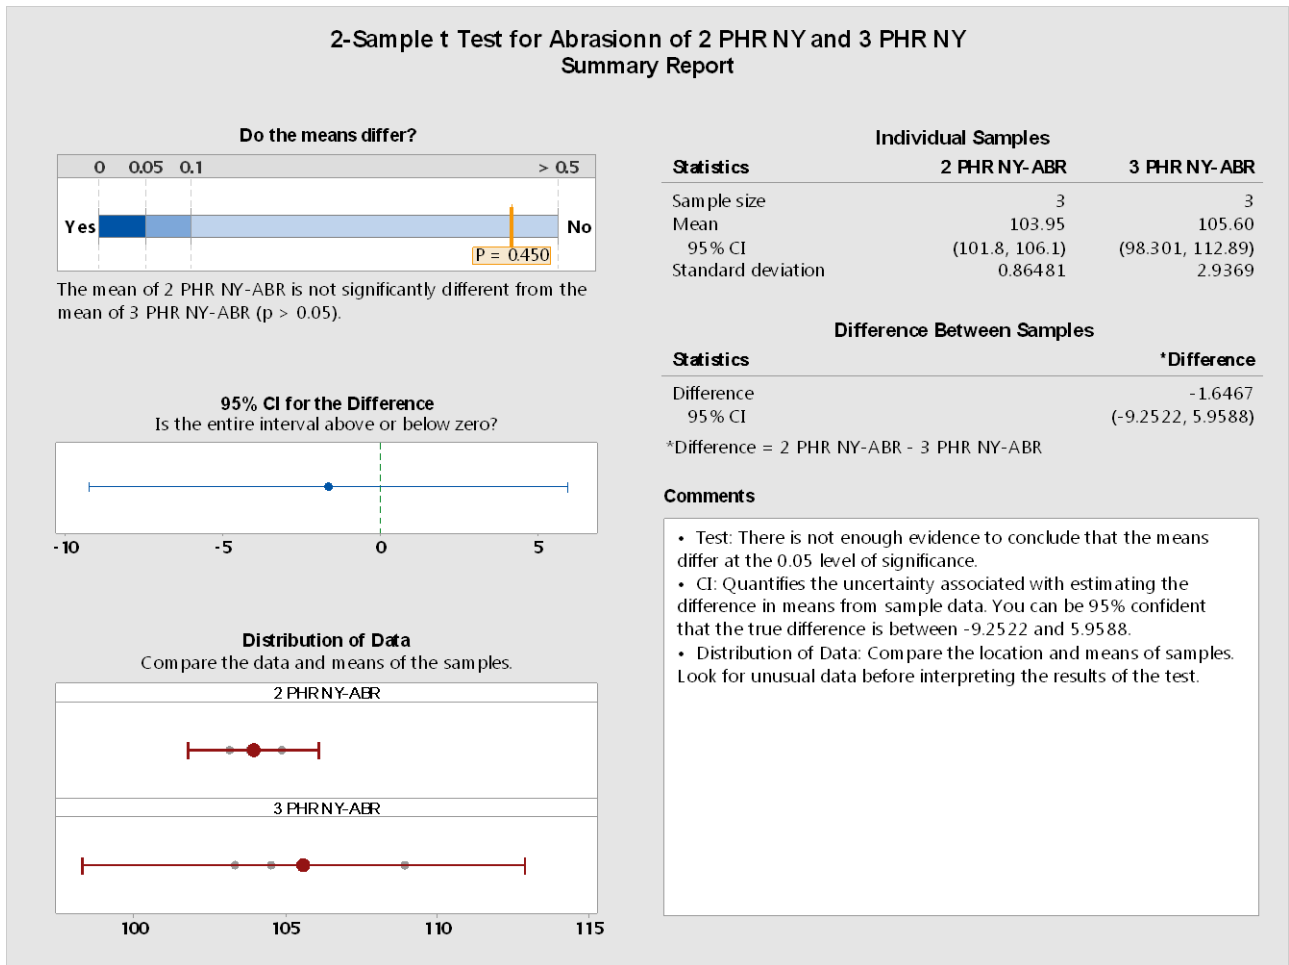 2-Sample t Test for Abrasionn of 2 PHR NY and 3 PHR NY
Summary Report
Do the means differ?
0 0.05 0.1 > 0.5
Yes No
P = 0.450
The mean of 2 PHR NY-ABR is not significantly different from the
mean of 3 PHR NY-ABR (p > 0.05).
95% CI for the Difference
Is the entire interval above or below zero?
-10 -5 0 5
Distribution of Data
Compare the data and means of the samples.
2 PHR NY-ABR
3 PHR NY-ABR
100 105 110 115
Individual Samples
Statistics 2 PHR NY-ABR 3 PHR NY-ABR
Sample size 3 3
Mean 103.95 105.60
95% CI (101.8, 106.1) (98.301, 112.89)
Standard deviation 0.86481 2.9369
Difference Between Samples
Statistics *Difference
Difference -1.6467
95% CI (-9.2522, 5.9588)
*Difference = 2 PHR NY-ABR - 3 PHR NY-ABR
Comments
• Test: There is not enough evidence to conclude that the means
differ at the 0.05 level of significance.
• CI: Quantifies the uncertainty associated with estimating the
difference in means from sample data. You can be 95% confident
that the true difference is between -9.2522 and 5.9588.
• Distribution of Data: Compare the location and means of samples.
Look for unusual data before interpreting the results of the test.